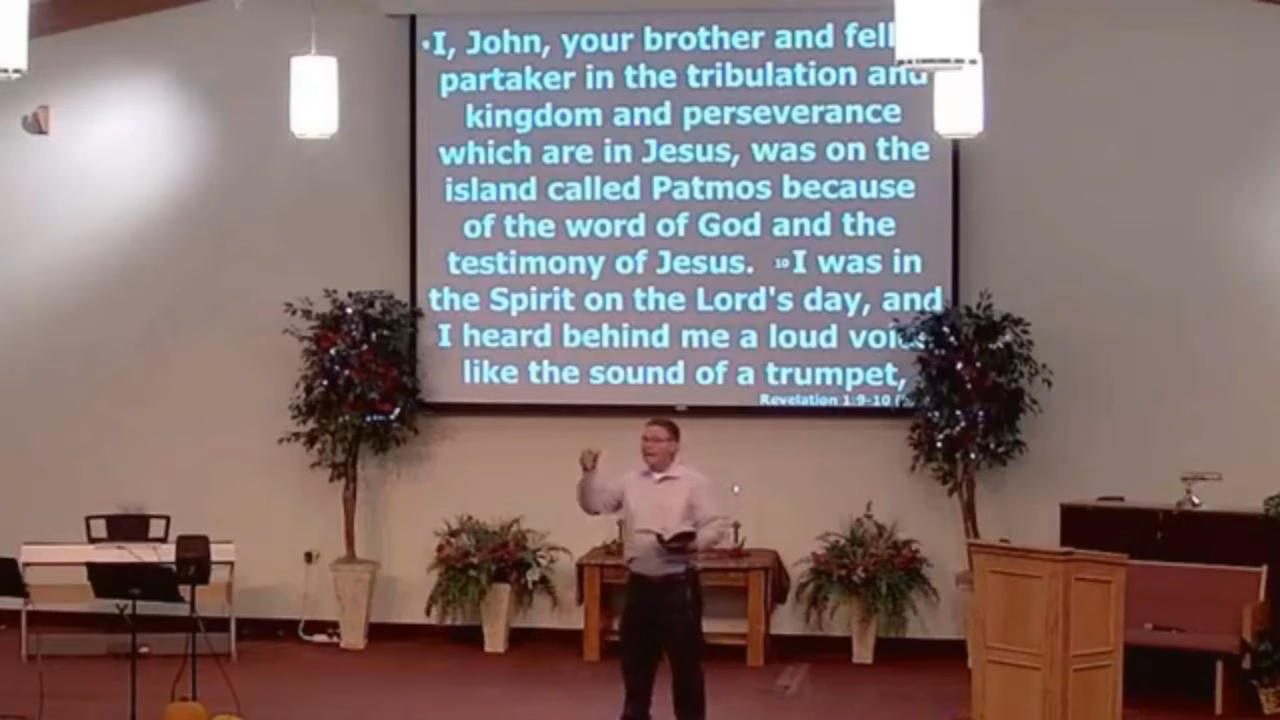 I, John, your brother and fell
partaker in the tribulation and
kingdom and perseverance
which are in Jesus, was on the
island called Patmos because
of the word of God and the
testimony of Jesus. 10 I was in
the Spirit on the Lord's day, and
I heard behind me a loud voi
like the sound of a trumpet,
Revelation 1:9-10